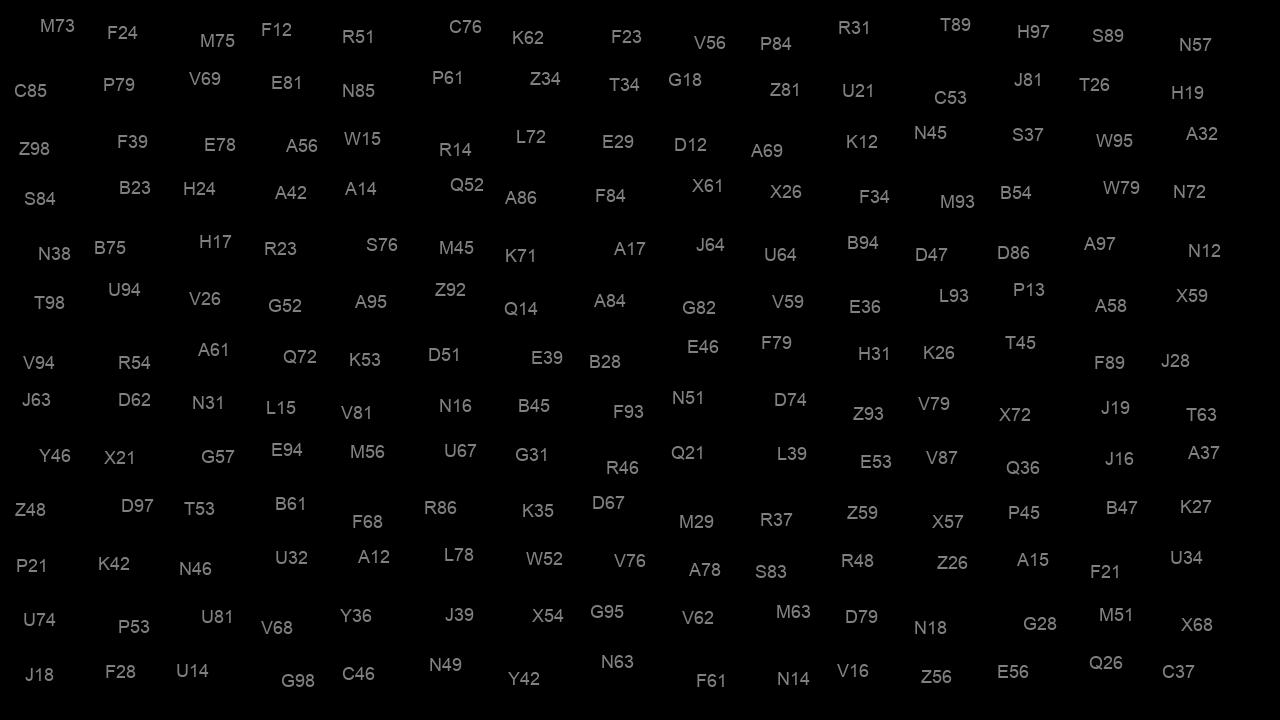 M73 F24 M75 F12 R51 C76 K62 F23 V56 P84 R31 T89 H97 S89 N57
C85 P79 V69 E81 N85 P61 Z34 T34 G18 Z81 U21 C53 J81 T26 H19
Z98 F39 E78 A56 W15 R14 L72 E29 D12 A69 K12 N45 S37 W95 A32
S84 B23 H24 A42 A14 Q52 A86 F84 X61 X26 F34 M93 B54 W79 N72
N38 B75 H17 R23 S76 M45 K71 A17 J64 U64 B94 D47 D86 A97 N12
T98 U94 V26 G52 A95 Z92 Q14 A84 G82 V59 E36 L93 P13 A58 X59
V94 R54 A61 Q72 K53 D51 E39 B28 E46 F79 H31 K26 T45 F89 J28
J63 D62 N31 L15 V81 N16 B45 F93 N51 D74 Z93 V79 X72 J19 T63
Y46 X21 G57 E94 M56 U67 G31 R46 Q21 L39 E53 V87 Q36 J16 A37
Z48 D97 T53 B61 F68 R86 K35 D67 M29 R37 Z59 X57 P45 B47 K27
P21 K42 N46 U32 A12 L78 W52 V76 A78 S83 R48 Z26 A15 F21 U34
U74 P53 U81 V68 Y36 J39 X54 G95 V62 M63 D79 N18 G28 M51 X68
J18 F28 U14 G98 C46 N49 Y42 N63 F61 N14 V16 Z56 E56 Q26 C37